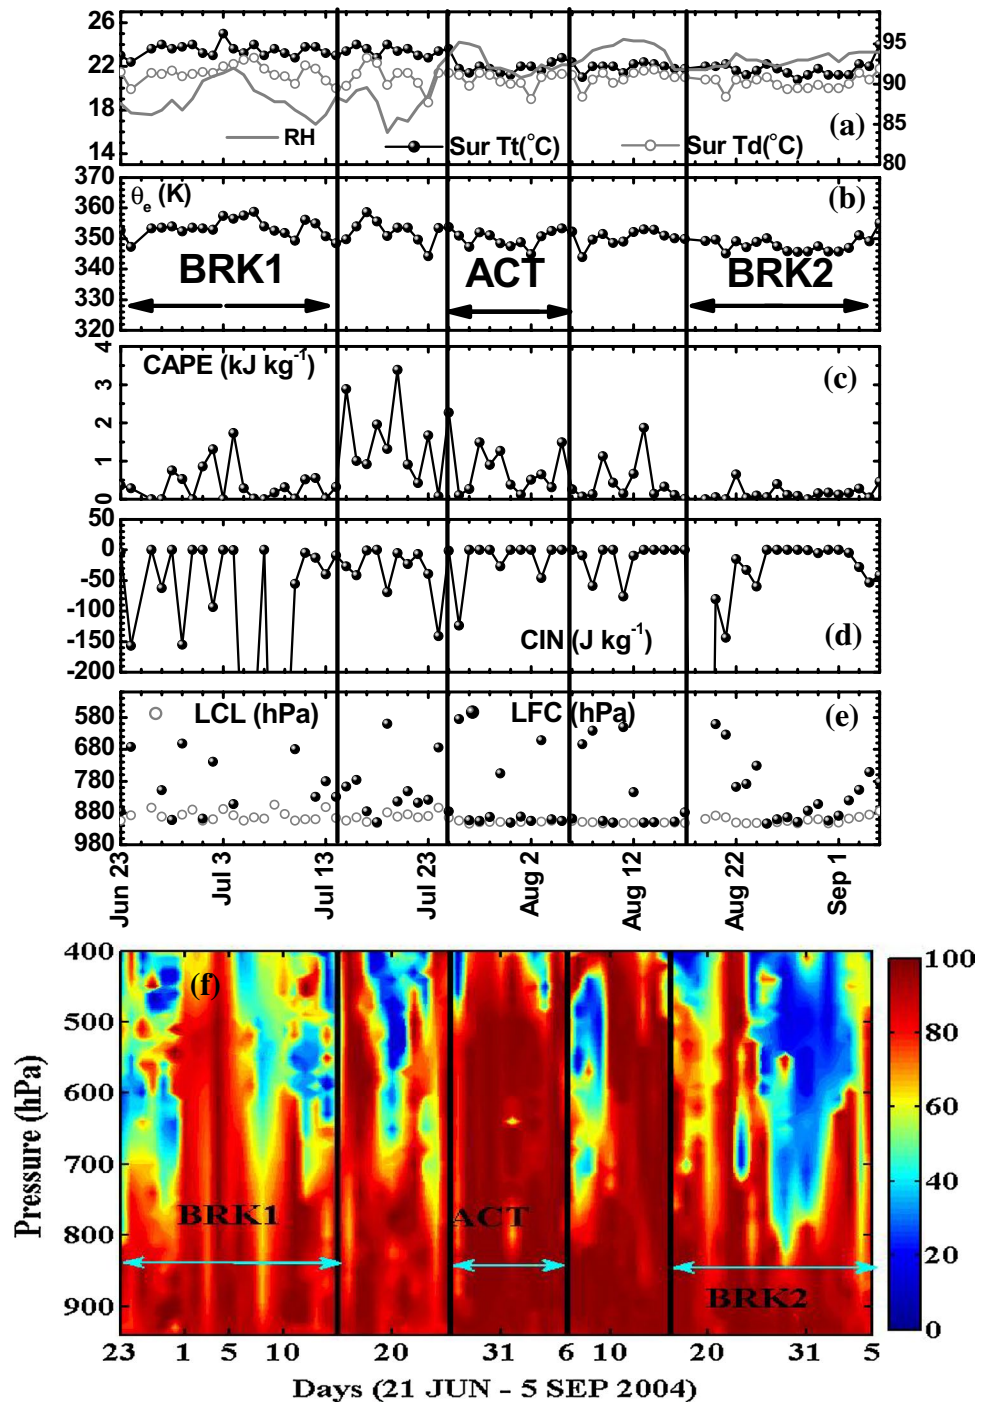 26
22
18
14
95
90
85
80
(a)
RH
Sur Tt(°C)
Sur Td(°C)
370
360
350
340
330
320
θe (K)
(b)
BRK1
ACT
BRK2
4
3
2
1
0
CAPE (kJ kg-1)
(c)
50
0
-50
-100
-150
-200
CIN (J kg-1)
(d)
580
680
780
880
980
LCL (hPa)
LFC (hPa)
(e)
Jun 23
Jul 3
Jul 13
Jul 23
Aug 2
Aug 12
Aug 22
Sep 1
400
500
600
700
800
900
Pressure (hPa)
(f)
BRK1
ACT
BRK2
100
80
60
40
20
0
23 1 5 10 20 31 6 10 20 31 5
Days (21 JUN - 5 SEP 2004)